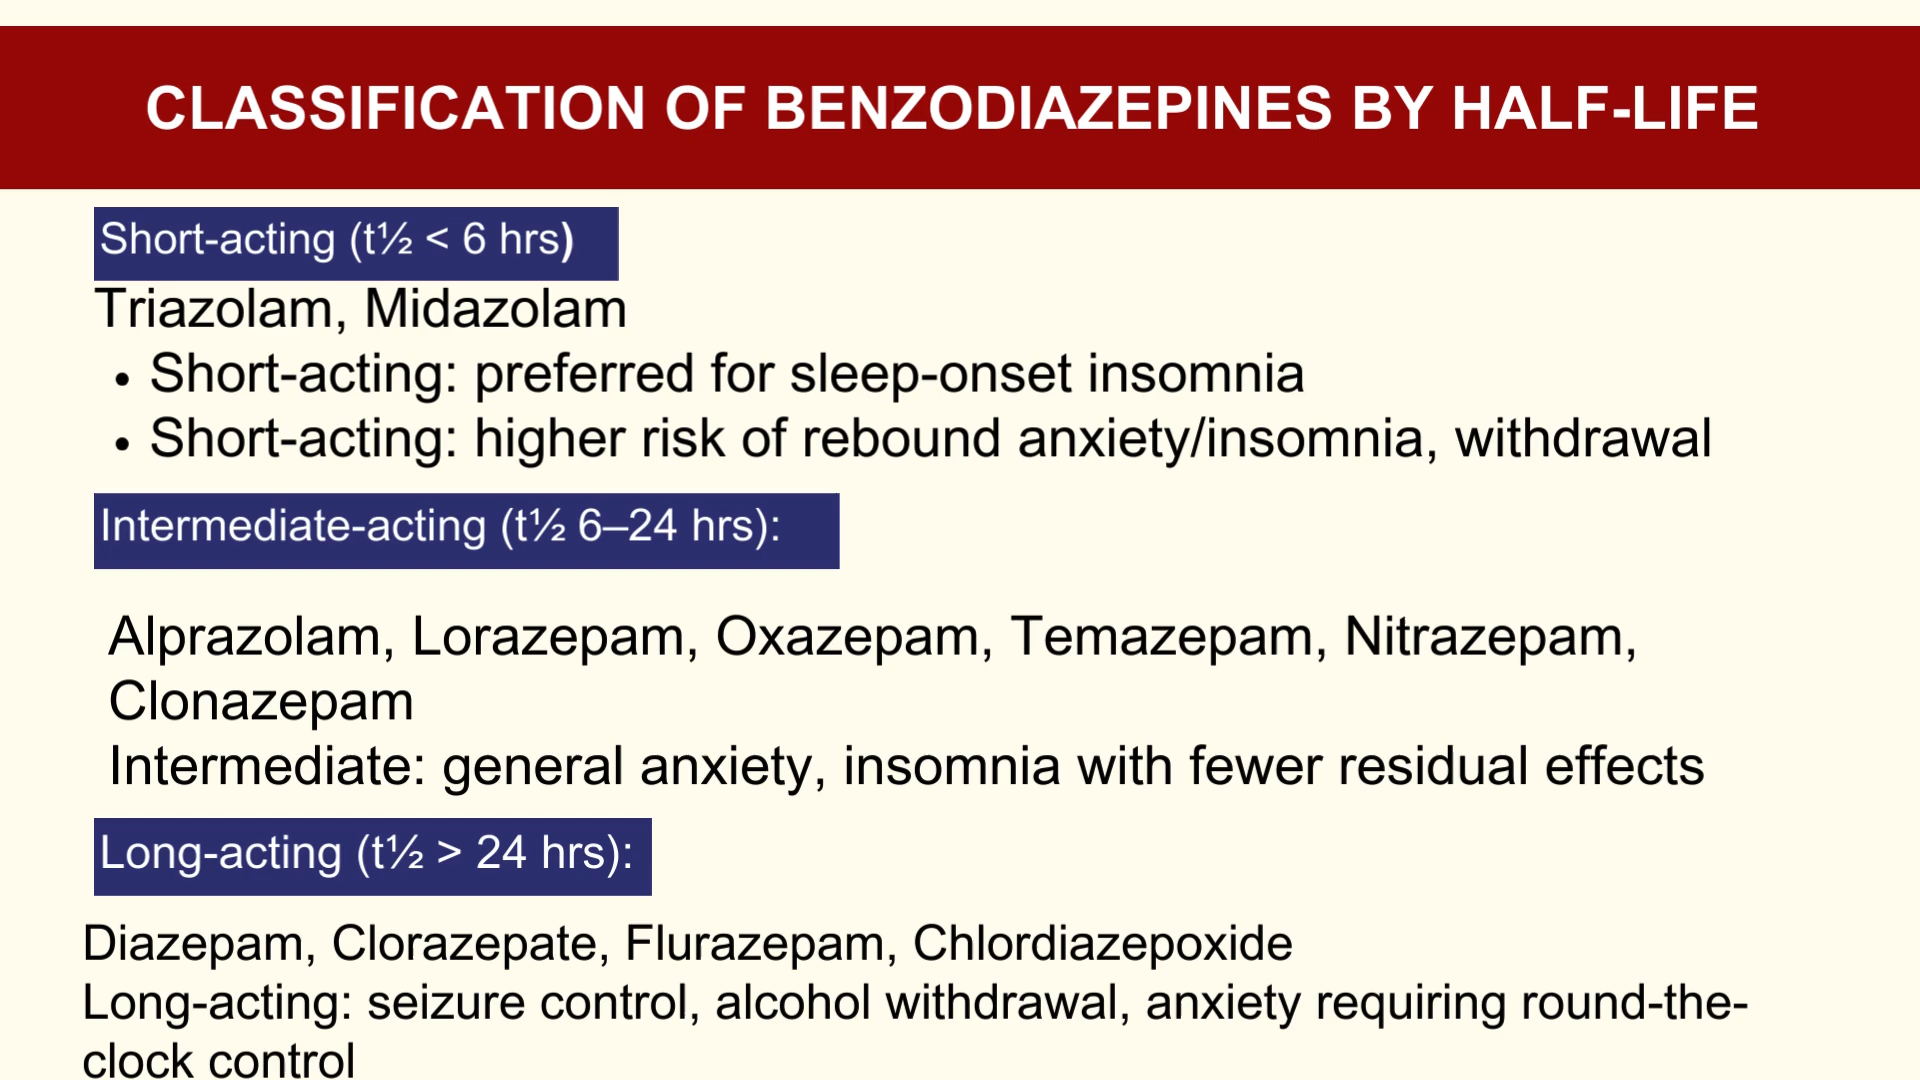 CLASSIFICATION OF BENZODIAZEPINES BY HALF-LIFE
Short-acting (t½ < 6 hrs)
Triazolam, Midazolam
• Short-acting: preferred for sleep-onset insomnia
• Short-acting: higher risk of rebound anxiety/insomnia, withdrawal
Intermediate-acting (t½ 6–24 hrs):
Alprazolam, Lorazepam, Oxazepam, Temazepam, Nitrazepam,
Clonazepam
Intermediate: general anxiety, insomnia with fewer residual effects
Long-acting (t½ > 24 hrs):
Diazepam, Clorazepate, Flurazepam, Chlordiazepoxide
Long-acting: seizure control, alcohol withdrawal, anxiety requiring round-the-
clock control